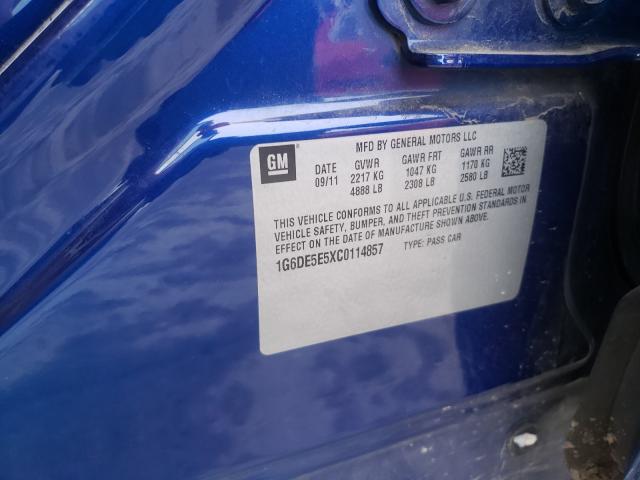 MFD BY GENERAL MOTORS LLC
GM
DATE GVWR GAWR FRT GAWR RR
09/11 2217 KG 1047 KG 1170 KG
4888 LB 2308 LB 2580 LB
THIS VEHICLE CONFORMS TO ALL APPLICABLE U.S. FEDERAL MOTOR
VEHICLE SAFETY, BUMPER, AND THEFT PREVENTION STANDARDS IN
EFFECT ON THE DATE OF MANUFACTURE SHOWN ABOVE.
1G6DE5E5XC0114857 TYPE: PASS CAR